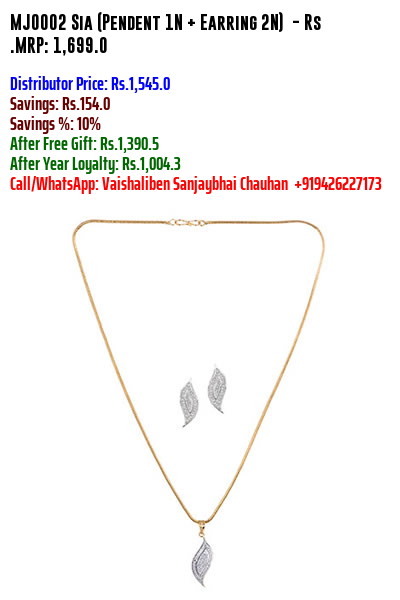 MJ0002 Sia (Pendent 1N + Earring 2N) - Rs
.MRP: 1,699.0
Distributor Price: Rs.1,545.0
Savings: Rs.154.0
Savings %: 10%
After Free Gift: Rs.1,390.5
After Year Loyalty: Rs.1,004.3
Call/WhatsApp: Vaishaliben Sanjaybhai Chauhan +919426227173